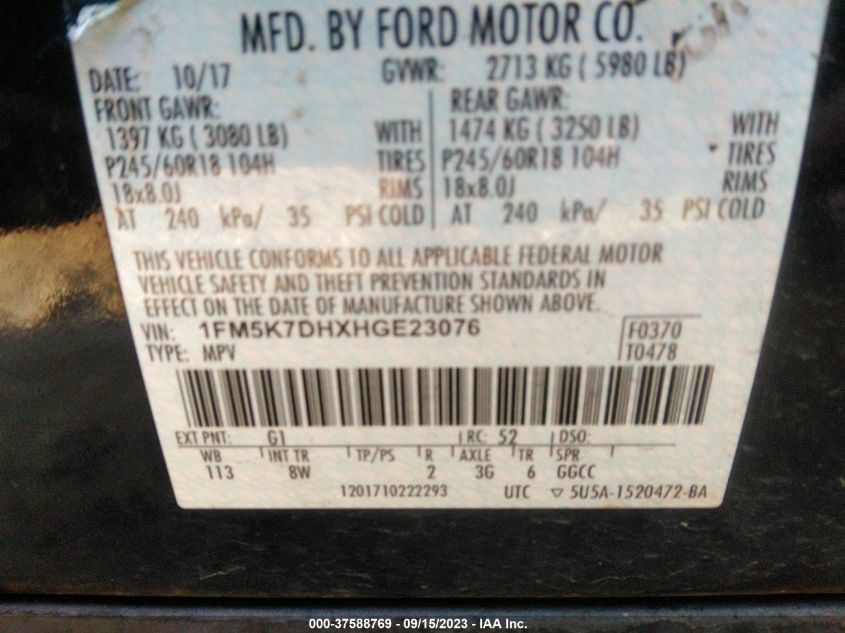 MFD. BY FORD MOTOR CO.
DATE: 10/17 GVWR: 2713 KG ( 5980 LB)
FRONT GAWR: REAR GAWR:
1397 KG ( 3080 LB) WITH 1474 KG ( 3250 LB) WITH
P245/60R18 104H TIRES P245/60R18 104H TIRES
18x8.0J RIMS 18x8.0J RIMS
AT 240 kPa/ 35 PSI COLD AT 240 kPa/ 35 PSI COLD
THIS VEHICLE CONFORMS TO ALL APPLICABLE FEDERAL MOTOR
VEHICLE SAFETY AND THEFT PREVENTION STANDARDS IN
EFFECT ON THE DATE OF MANUFACTURE SHOWN ABOVE.
VIN: 1FM5K7DHXHGE23076 F0370
TYPE: MPV T0478
EXT PNT: G1 RC: 52 DSO:
WB INT TR TP/PS R AXLE TR SPR
113 8W 2 3G 6 GGCC
1201710222293 UTC ▽ 5U5A-1520472-BA
000-37588769 - 09/15/2023 - IAA Inc.